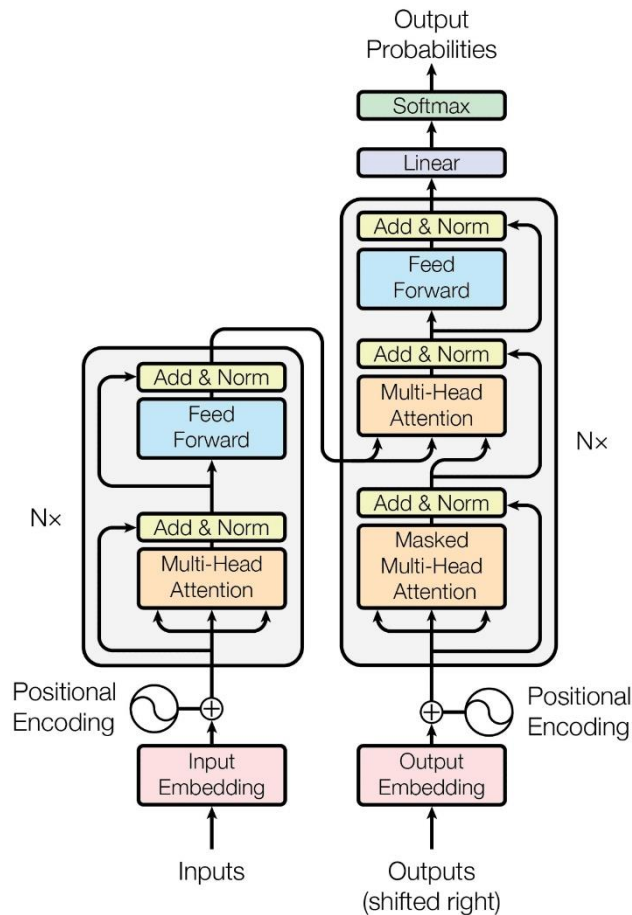 Output
Probabilities
Softmax
Linear
Add & Norm
Feed
Forward
Add & Norm
Multi-Head
Attention
Add & Norm
Masked
Multi-Head
Attention
Nx
Add & Norm
Feed
Forward
Add & Norm
Multi-Head
Attention
Nx
Positional
Encoding
Positional
Encoding
Input
Embedding
Output
Embedding
Inputs
Outputs
(shifted right)